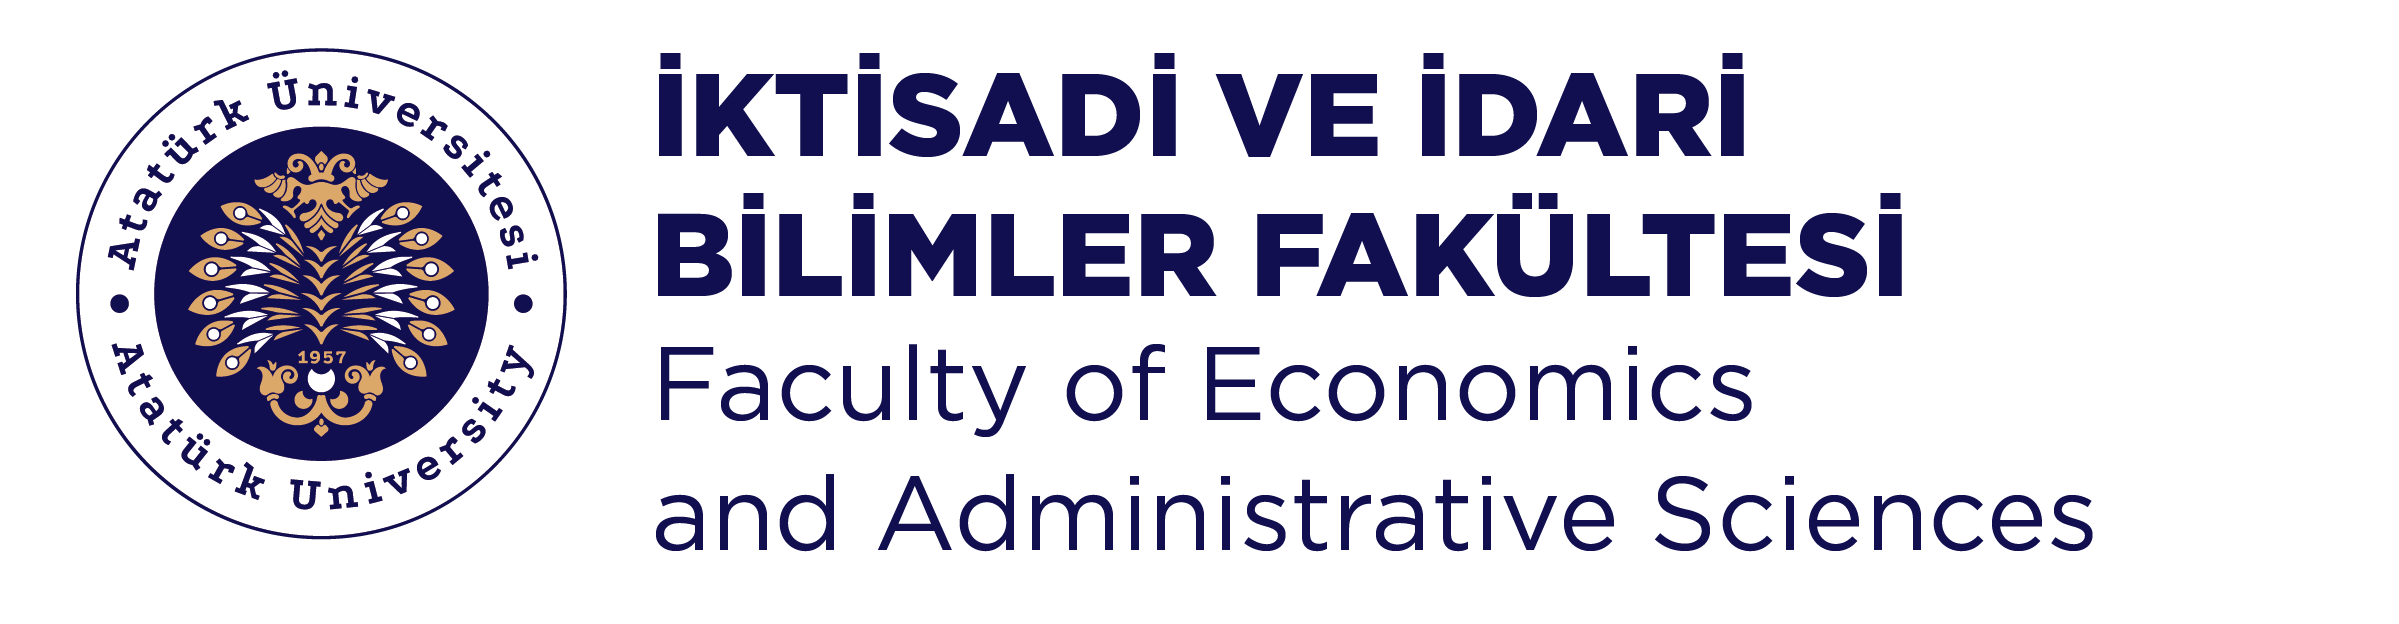 Atatürk Üniversitesi
1957
Atatürk University
İKTİSADİ VE İDARİ
BİLİMLER FAKÜLTESİ
Faculty of Economics
and Administrative Sciences